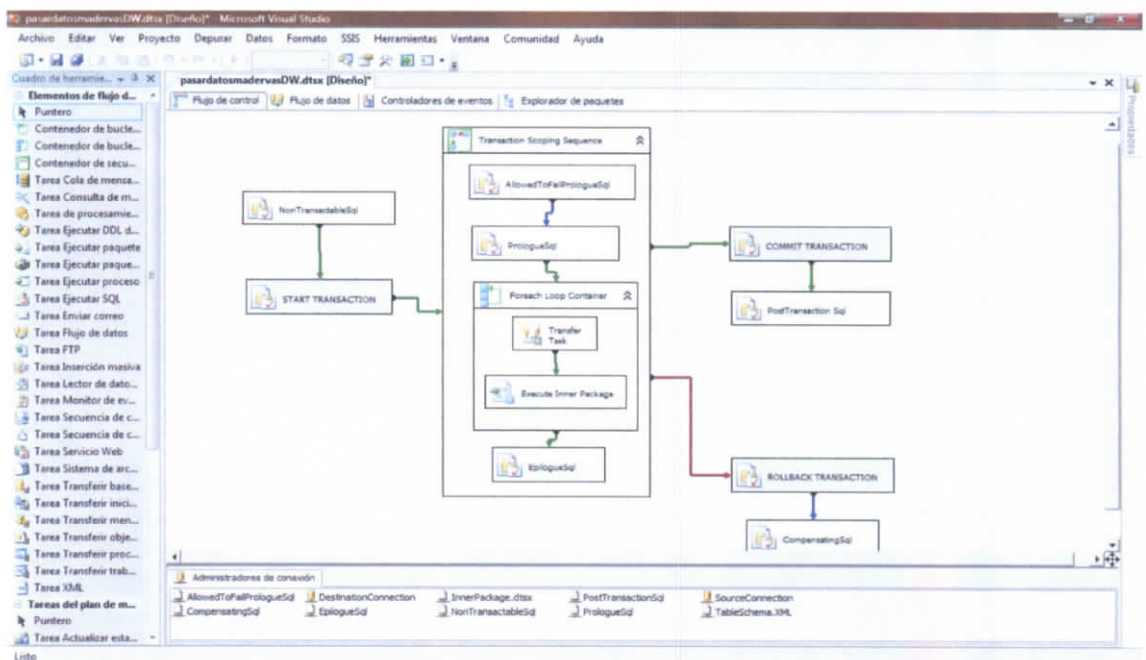 pasardatosmadervasDW.dtsx [Diseño]* - Microsoft Visual Studio
Archivo Editar Ver Proyecto Depurar Datos Formato SSIS Herramientas Ventana Comunidad Ayuda
Cuadro de herramie...
pasardatosmadervasDW.dtsx [Diseño]*
Elementos de flujo d...
Flujo de control Flujo de datos Controladores de eventos Explorador de paquetes
Propiedades
Puntero
Contenedor de bucle...
Contenedor de bucle...
Contenedor de secu...
Tarea Cola de mensa...
Tarea Consulta de m...
Tarea de procesamie...
Tarea Ejecutar DDL d...
Tarea Ejecutar paquete
Tarea Ejecutar paque...
Tarea Ejecutar proceso
Tarea Ejecutar SQL
Tarea Enviar correo
Tarea Flujo de datos
Tarea FTP
Tarea Inserción masiva
Tarea Lector de dato...
Tarea Monitor de ev...
Tarea Secuencia de c...
Tarea Secuencia de c...
Tarea Servicio Web
Tarea Sistema de arc...
Tarea Transferir base...
Tarea Transferir inici...
Tarea Transferir men...
Tarea Transferir obje...
Tarea Transferir proc...
Tarea Transferir trab...
Tarea XML
Tareas del plan de m...
Puntero
Tarea Actualizar esta...
NonTransactableSql
START TRANSACTION
Transaction Scoping Sequence
AllowedToFailPrologueSql
PrologueSql
Foreach Loop Container
Transfer
Task
Execute Inner Package
EpilogueSql
COMMIT TRANSACTION
PostTransaction Sql
ROLLBACK TRANSACTION
CompensatingSql
Administradores de conexión
AllowedToFailPrologueSql DestinationConnection InnerPackage.dtsx PostTransactionSql SourceConnection
CompensatingSql EpilogueSql NonTransactableSql PrologueSql TableSchema.XML
Listo